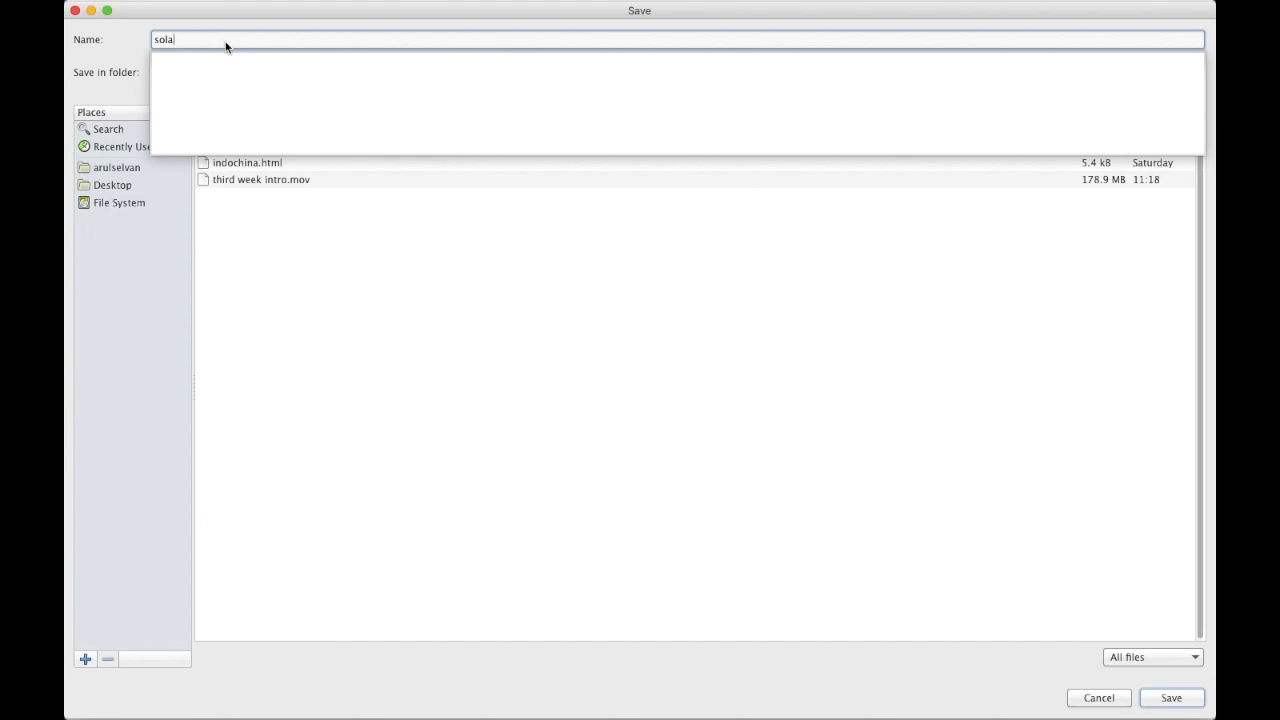 Save
Name: sola
Save in folder:
Places
Search
Recently Use
arulselvan
Desktop
File System
indochina.html 5.4 kB Saturday
third week intro.mov 178.9 MB 11:18
All files
Cancel Save